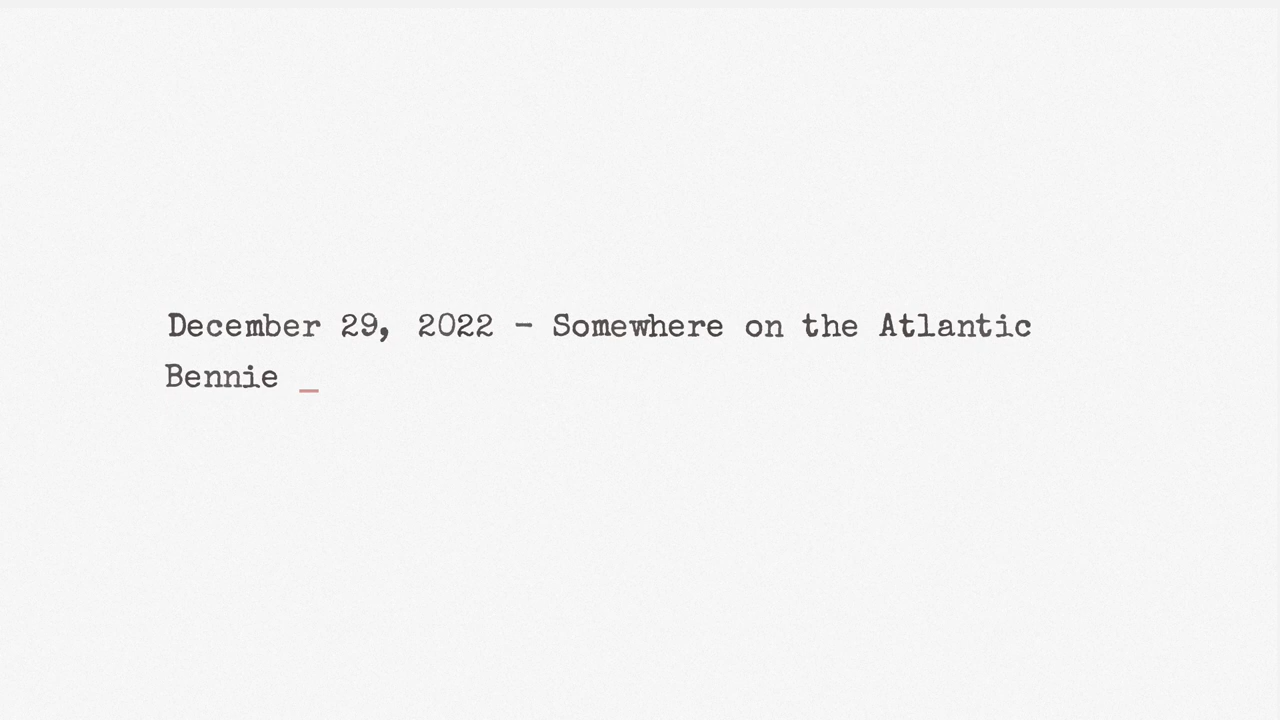 December 29, 2022 - Somewhere on the Atlantic
Bennie _